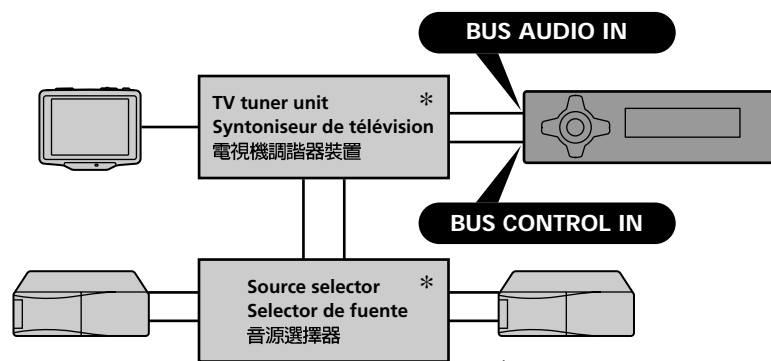 BUS AUDIO IN
TV tuner unit *
Syntoniseur de télévision
電視機調諧器裝置
BUS CONTROL IN
Source selector *
Selector de fuente
音源選擇器